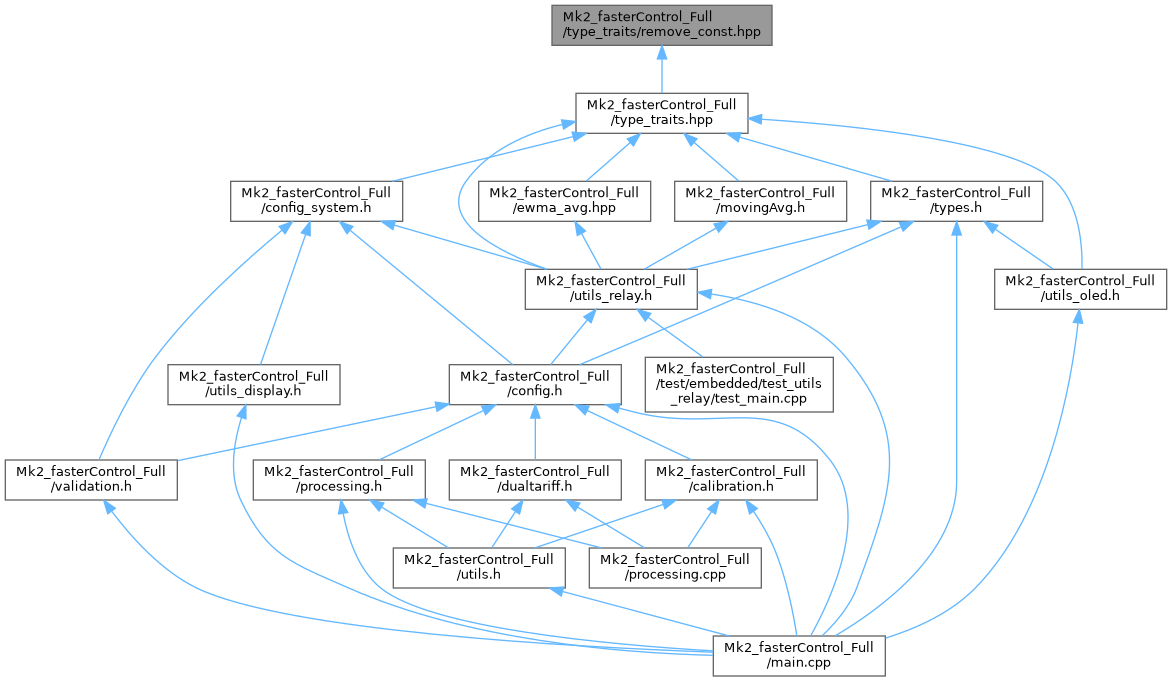 Mk2_fasterControl_Full
/type_traits/remove_const.hpp
Mk2_fasterControl_Full
/type_traits.hpp
Mk2_fasterControl_Full
/config_system.h
Mk2_fasterControl_Full
/ewma_avg.hpp
Mk2_fasterControl_Full
/movingAvg.h
Mk2_fasterControl_Full
/types.h
Mk2_fasterControl_Full
/utils_relay.h
Mk2_fasterControl_Full
/utils_oled.h
Mk2_fasterControl_Full
/utils_display.h
Mk2_fasterControl_Full
/config.h
Mk2_fasterControl_Full
/test/embedded/test_utils
_relay/test_main.cpp
Mk2_fasterControl_Full
/validation.h
Mk2_fasterControl_Full
/processing.h
Mk2_fasterControl_Full
/dualtariff.h
Mk2_fasterControl_Full
/calibration.h
Mk2_fasterControl_Full
/utils.h
Mk2_fasterControl_Full
/processing.cpp
Mk2_fasterControl_Full
/main.cpp